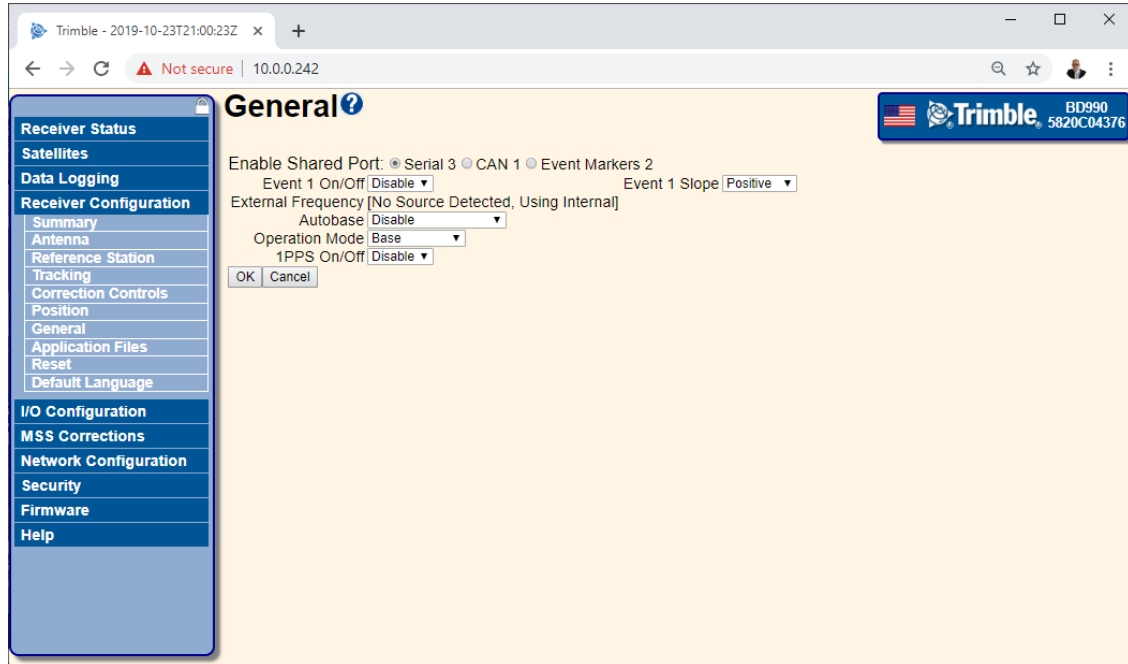 Trimble - 2019-10-23T21:00:23Z
Not secure | 10.0.0.242
Receiver Status
Satellites
Data Logging
Receiver Configuration
Summary
Antenna
Reference Station
Tracking
Correction Controls
Position
General
Application Files
Reset
Default Language
I/O Configuration
MSS Corrections
Network Configuration
Security
Firmware
Help
General?
Trimble® BD990
5820C04376
Enable Shared Port: Serial 3 CAN 1 Event Markers 2
Event 1 On/Off Disable Event 1 Slope Positive
External Frequency [No Source Detected, Using Internal]
Autobase Disable
Operation Mode Base
1PPS On/Off Disable
OK Cancel